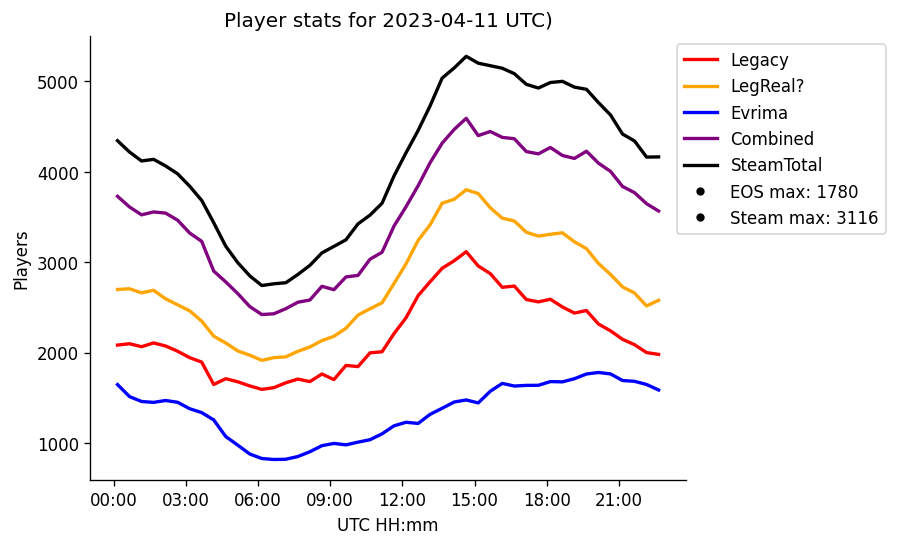 Player stats for 2023-04-11 UTC)
5000
4000
3000
2000
1000
Players
00:00 03:00 06:00 09:00 12:00 15:00 18:00 21:00
UTC HH:mm
Legacy
LegReal?
Evrima
Combined
SteamTotal
EOS max: 1780
Steam max: 3116